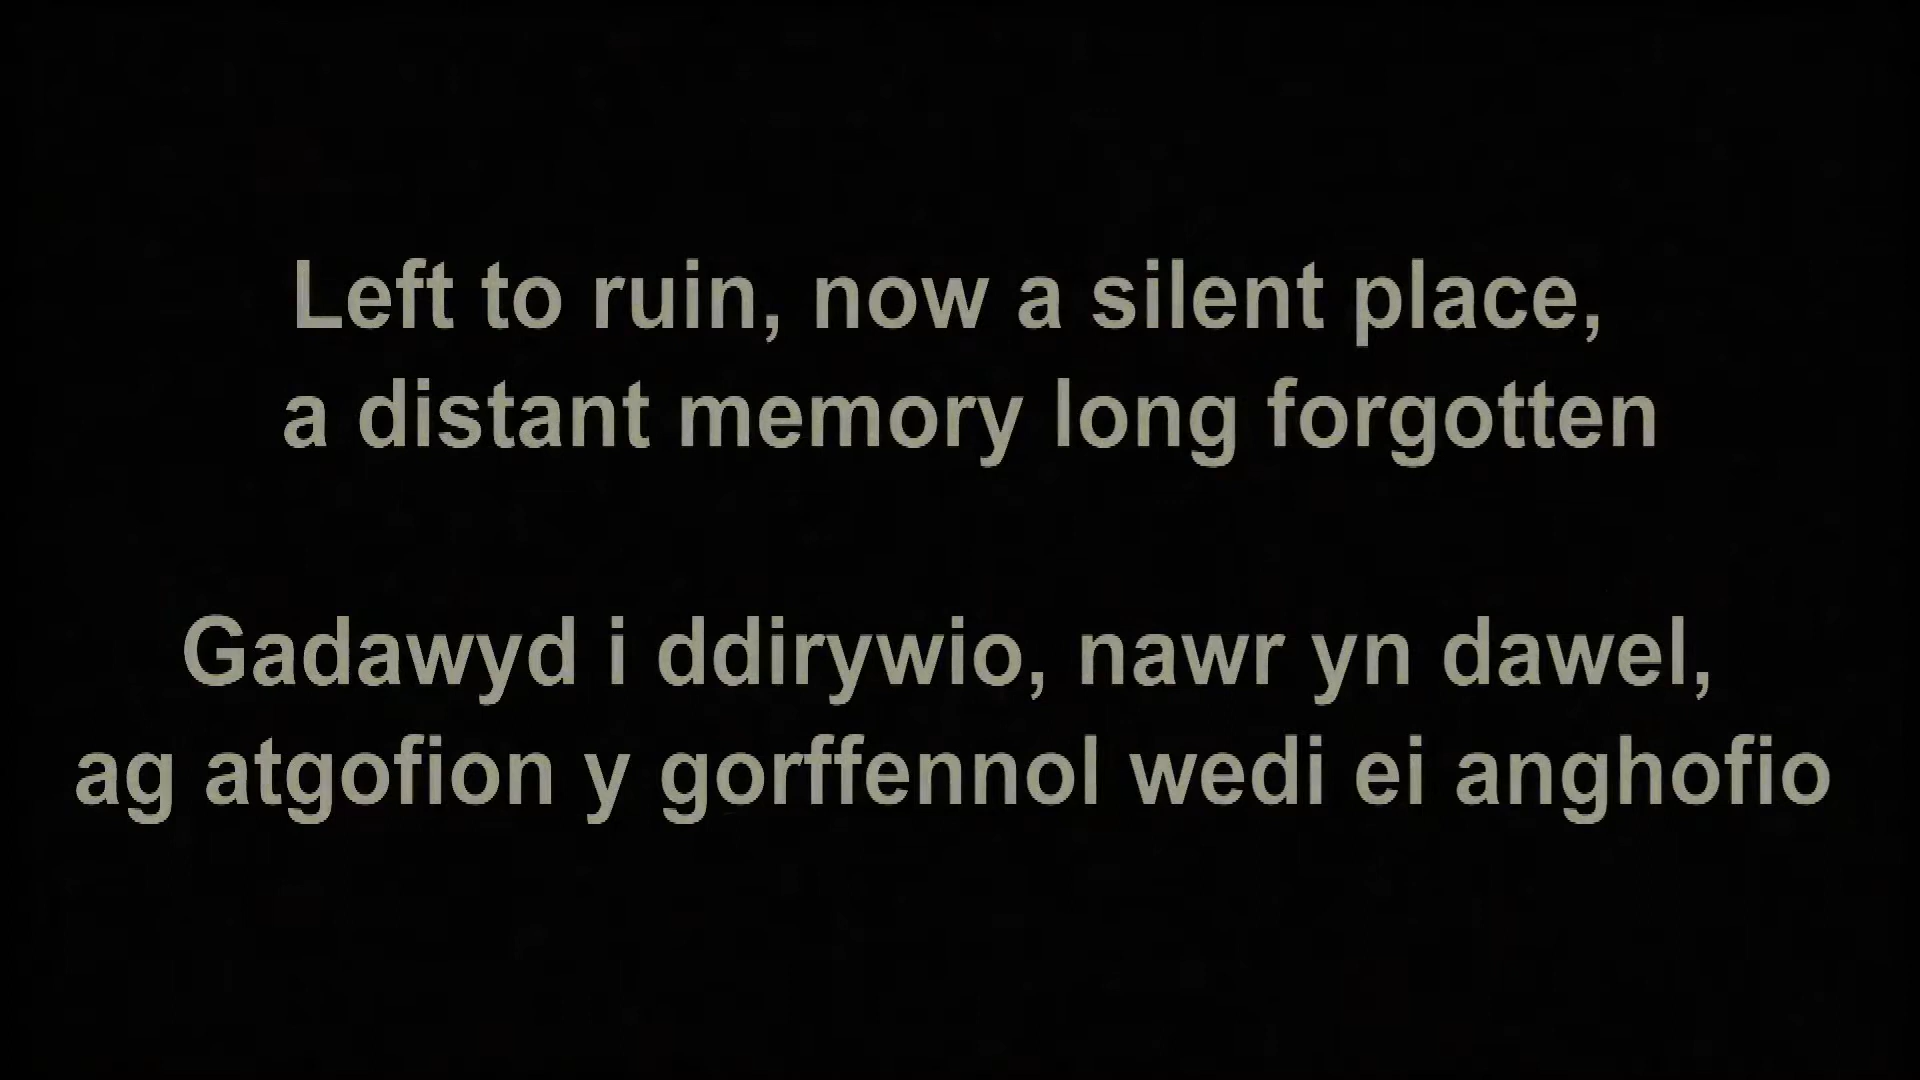 Left to ruin, now a silent place,
a distant memory long forgotten
Gadawyd i ddirywio, nawr yn dawel,
ag atgofion y gorffennol wedi ei anghofio